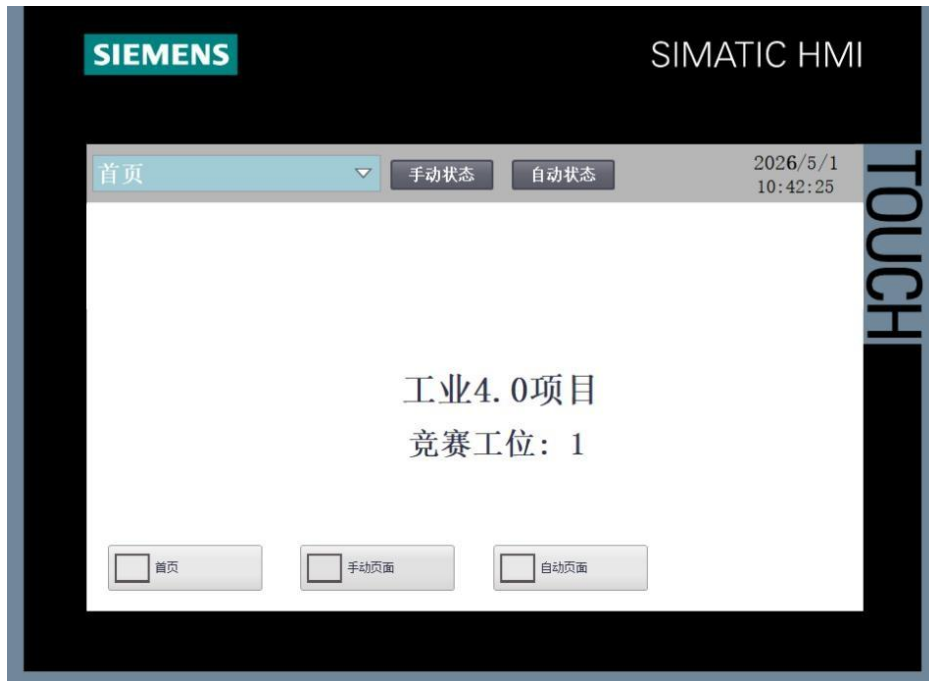 SIEMENS
SIMATIC HMI
首页
手动状态
自动状态
2026/5/1
10:42:25
TOUCH
工业4.0项目
竞赛工位: 1
首页
手动页面
自动页面